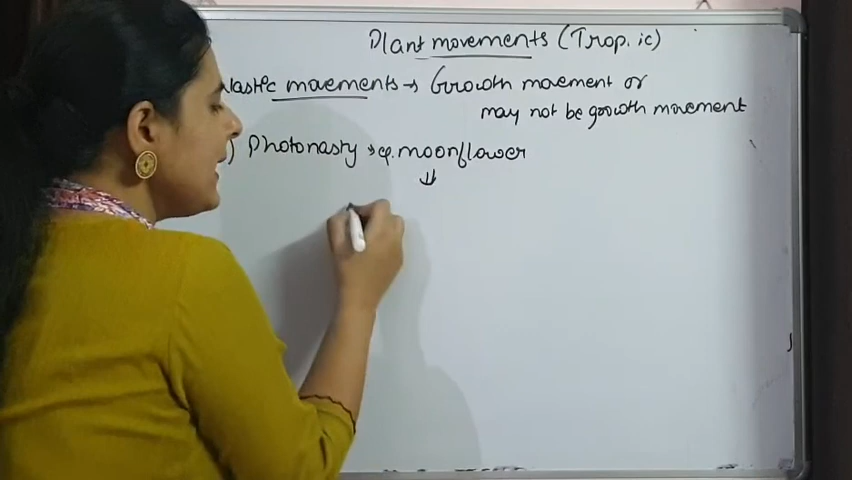 Plant movements (Trop. ic)
Nastic movements → Growth movement or
may not be growth movement
) Photonasty → eg. moonflower
⇓